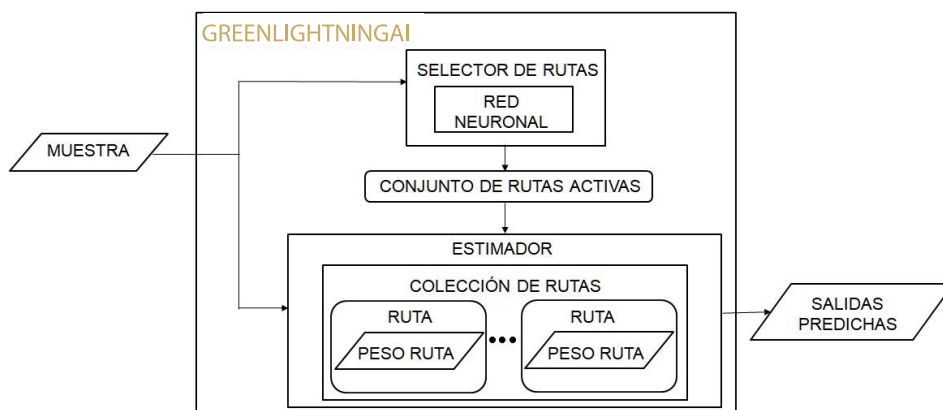 GREENLIGHTNINGAI
SELECTOR DE RUTAS
RED
NEURONAL
MUESTRA
CONJUNTO DE RUTAS ACTIVAS
ESTIMADOR
COLECCIÓN DE RUTAS
RUTA
PESO RUTA
RUTA
PESO RUTA
SALIDAS
PREDICHAS